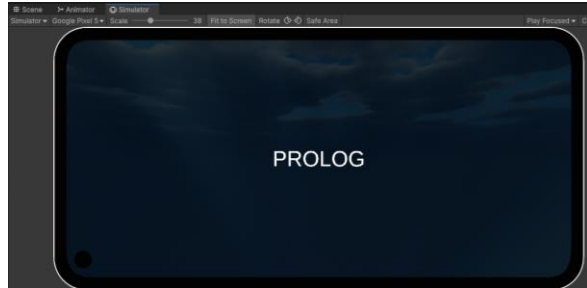 Scene Animator Simulator
Simulator Google Pixel 5 Scale 38 Fit to Screen Rotate Safe Area Play Focused
PROLOG